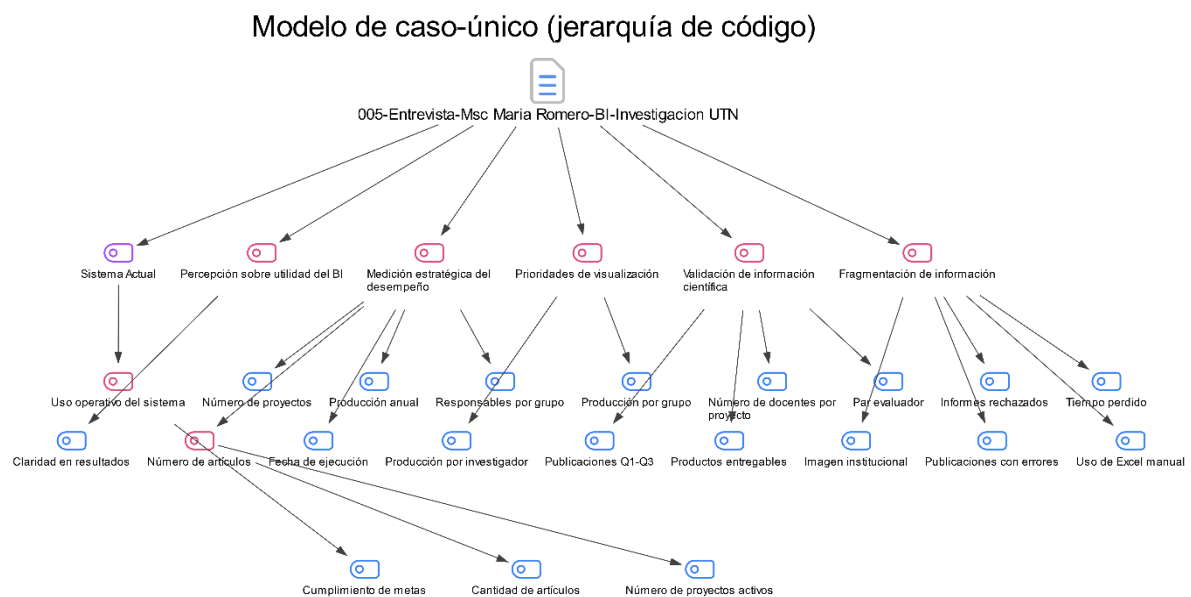 Modelo de caso-único (jerarquía de código)
005-Entrevista-Msc Maria Romero-BI-Investigacion UTN
Sistema Actual
Percepción sobre utilidad del BI
Medición estratégica del
desempeño
Prioridades de visualización
Validación de información
científica
Fragmentación de información
Uso operativo del sistema
Número de proyectos
Producción anual
Responsables por grupo
Producción por grupo
Número de docentes por
proyecto
Par evaluador
Informes rechazados
Tiempo perdido
Claridad en resultados
Número de artículos
Fecha de ejecución
Producción por investigador
Publicaciones Q1-Q3
Productos entregables
Imagen institucional
Publicaciones con errores
Uso de Excel manual
Cumplimiento de metas
Cantidad de artículos
Número de proyectos activos